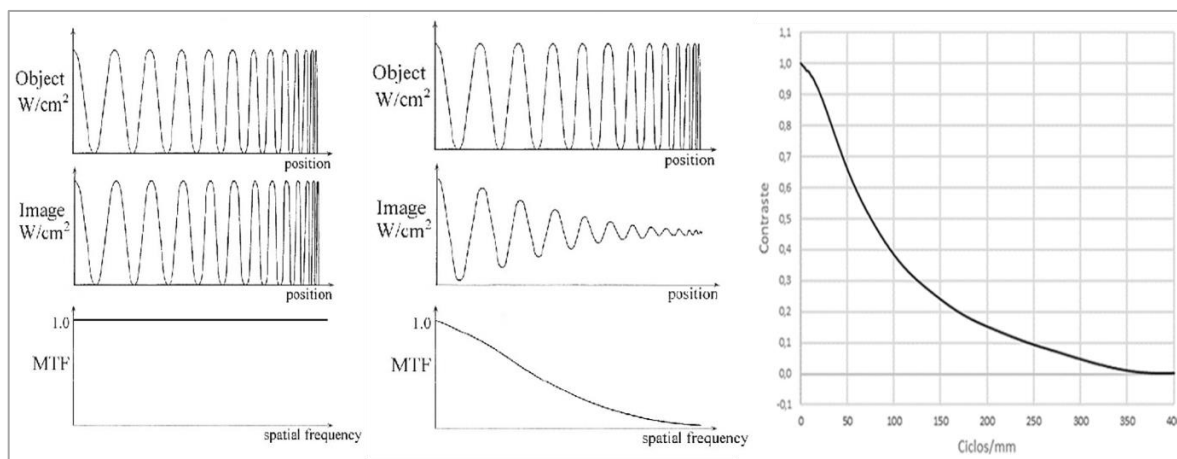 Object
W/cm²
position
Image
W/cm²
position
1.0
MTF
spatial frequency
Object
W/cm²
position
Image
W/cm²
position
1.0
MTF
spatial frequency
1,1
1,0
0,9
0,8
0,7
0,6
0,5
0,4
0,3
0,2
0,1
0,0
-0,1
Contraste
0 50 100 150 200 250 300 350 40
Ciclos/mm